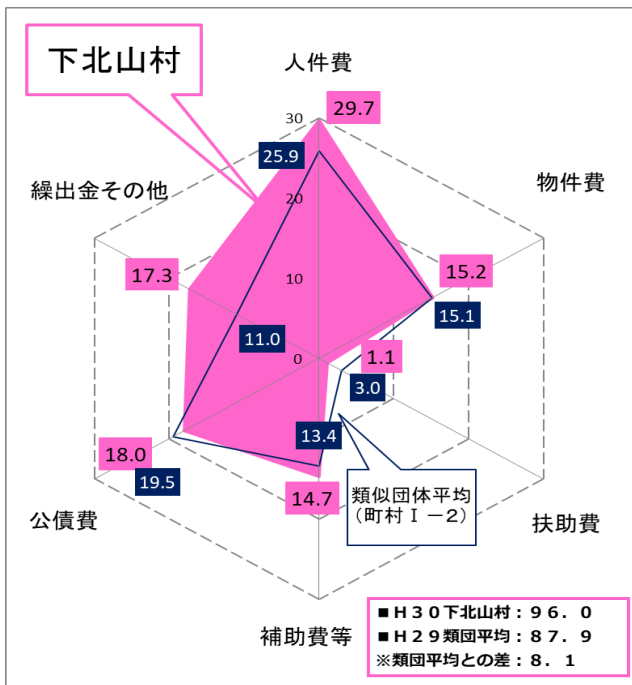 下北山村
人件費
30
29.7
25.9
繰出金その他
20
物件費
17.3
10
15.2
15.1
11.0
0
1.1
3.0
13.4
18.0
19.5
14.7
類似団体平均
（町村Ⅰ－2）
公債費
扶助費
補助費等
■Ｈ３０下北山村：９６．０
■Ｈ２９類団平均：８７．９
※類団平均との差：８．１